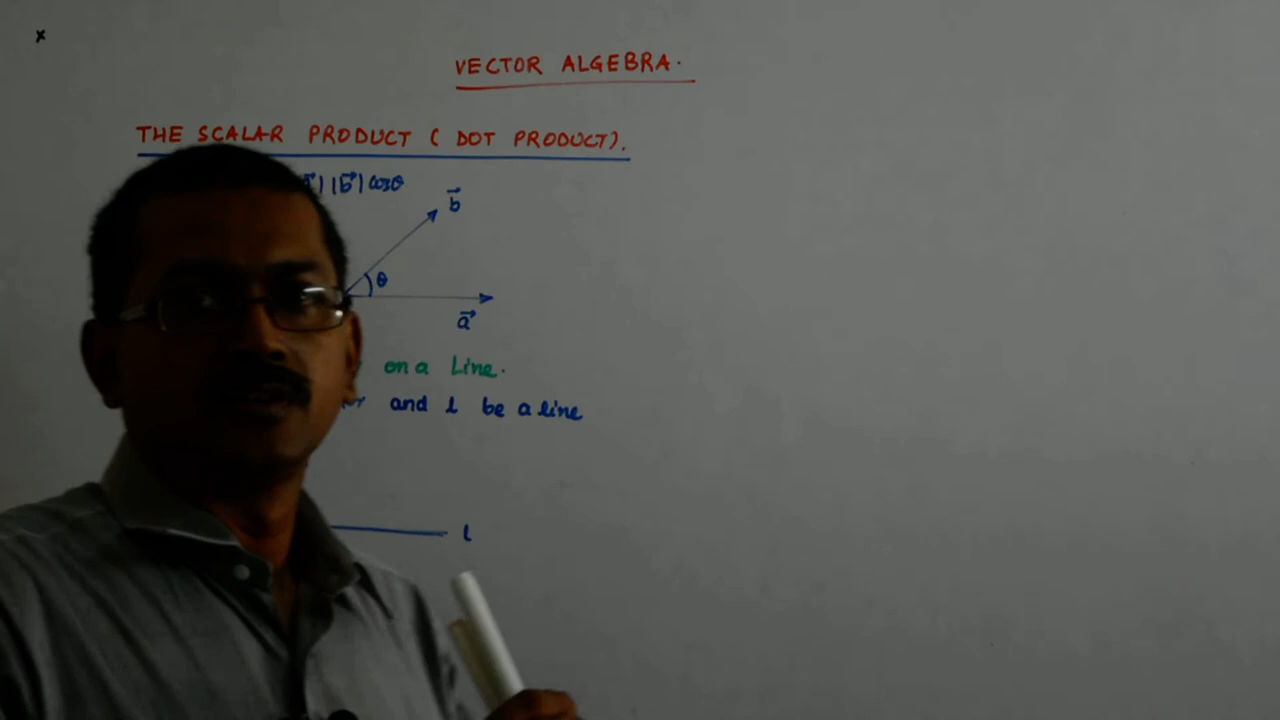 x
VECTOR ALGEBRA.
THE SCALAR PRODUCT ( DOT PRODUCT).
| |b⃗| cosθ
b⃗
θ
a⃗
on a Line.
and l be a line
l